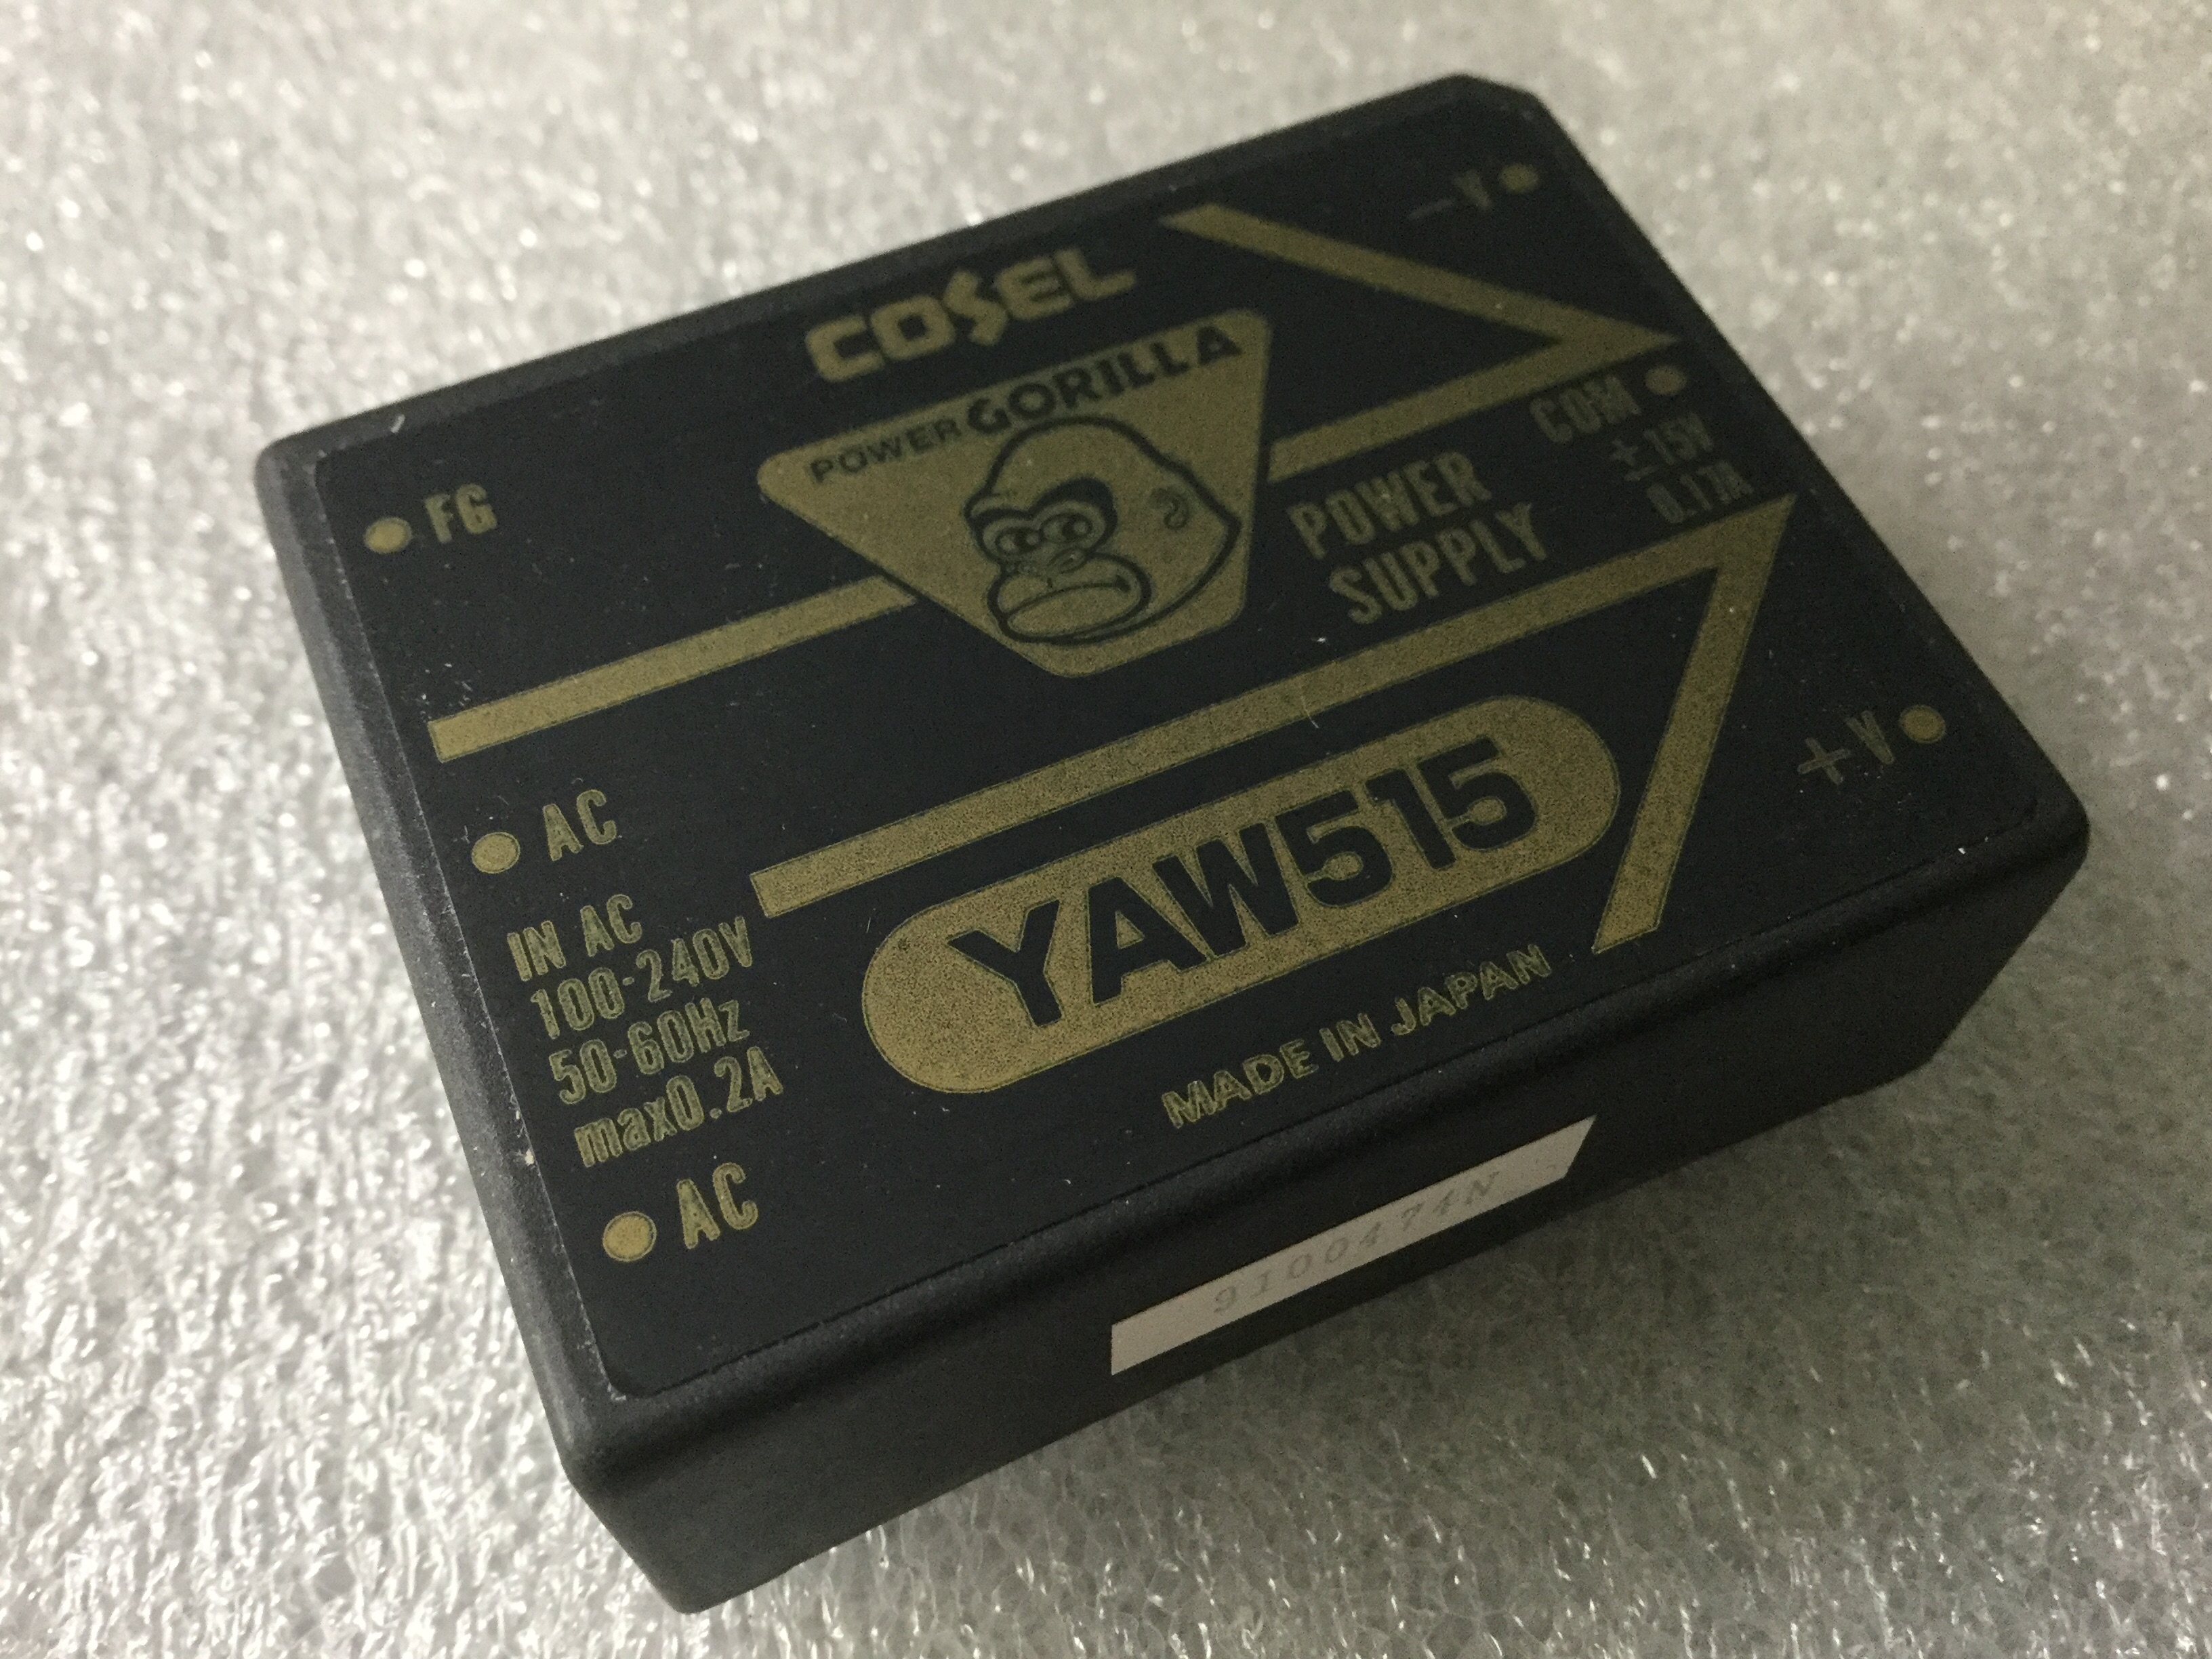 COSEL
POWER GORILLA
−V
COM
±15V
0.17A
FG
POWER
SUPPLY
+V
AC
IN AC
100-240V
50-60Hz
max0.2A
AC
YAW515
MADE IN JAPAN
9100474N